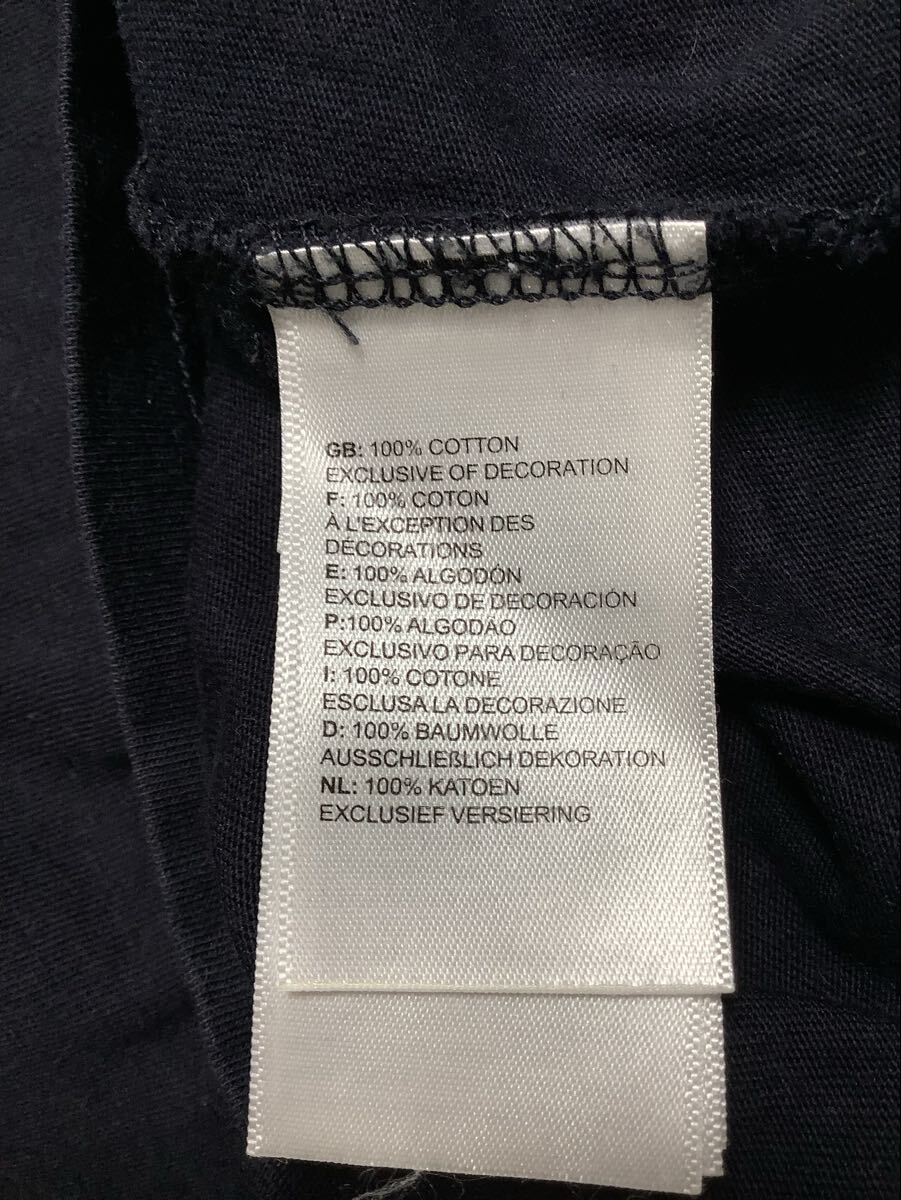 GB: 100% COTTON
EXCLUSIVE OF DECORATION
F: 100% COTON
À L'EXCEPTION DES
DÉCORATIONS
E: 100% ALGODÓN
EXCLUSIVO DE DECORACIÓN
P:100% ALGODAO
EXCLUSIVO PARA DECORAÇÃO
I: 100% COTONE
ESCLUSA LA DECORAZIONE
D: 100% BAUMWOLLE
AUSSCHLIEßLICH DEKORATION
NL: 100% KATOEN
EXCLUSIEF VERSIERING